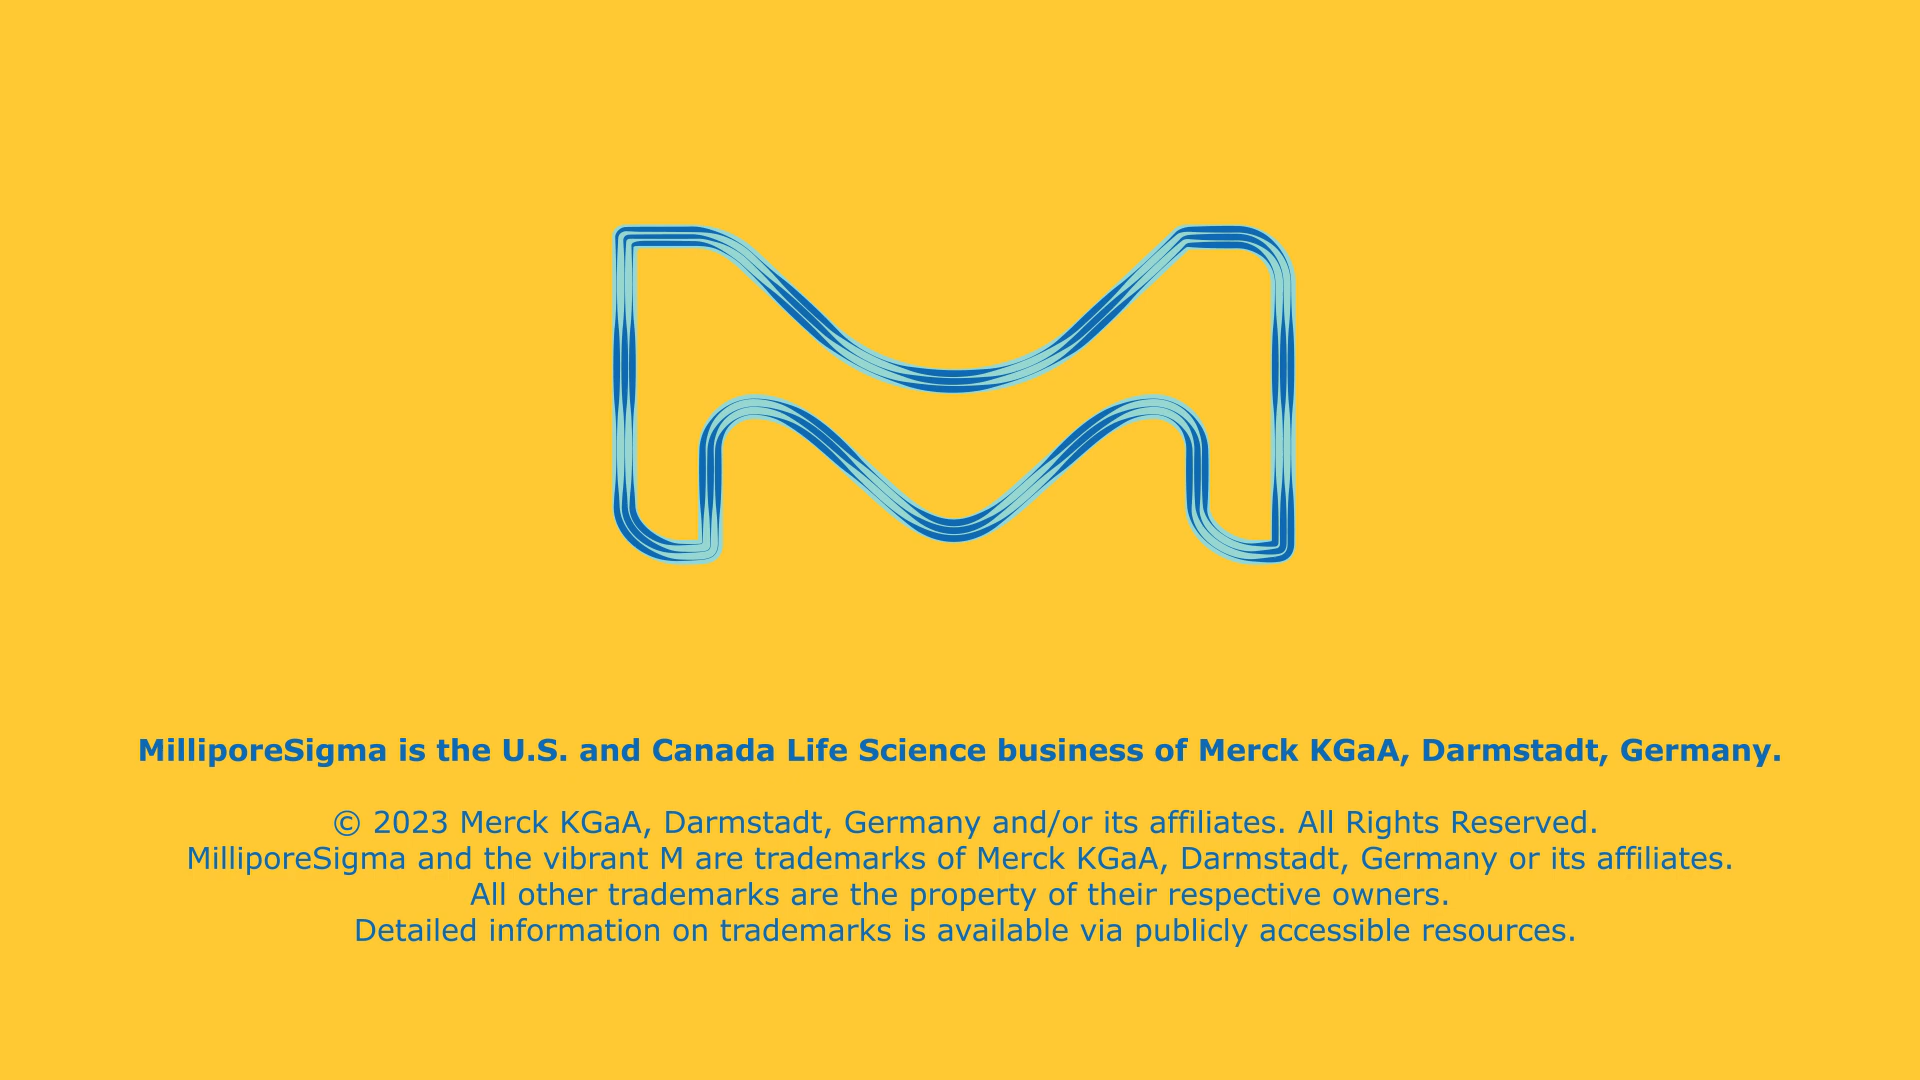 MilliporeSigma is the U.S. and Canada Life Science business of Merck KGaA, Darmstadt, Germany.
© 2023 Merck KGaA, Darmstadt, Germany and/or its affiliates. All Rights Reserved.
MilliporeSigma and the vibrant M are trademarks of Merck KGaA, Darmstadt, Germany or its affiliates.
All other trademarks are the property of their respective owners.
Detailed information on trademarks is available via publicly accessible resources.